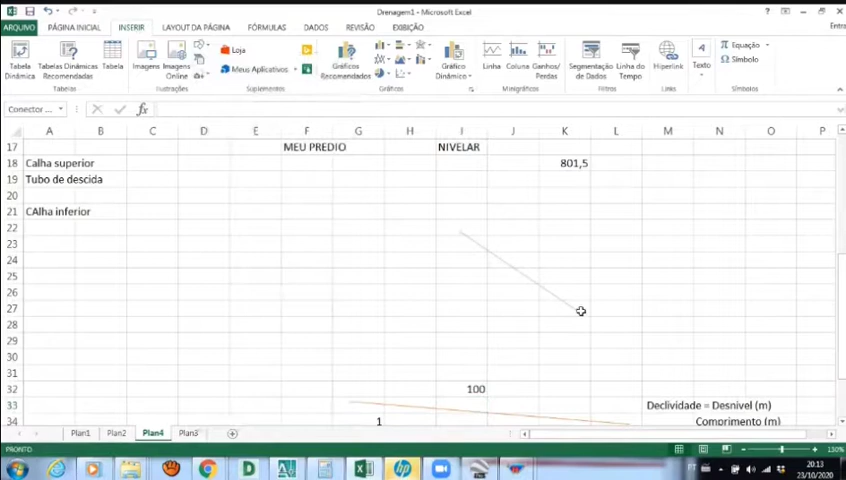 Drenagem1 - Microsoft Excel
ARQUIVO PÁGINA INICIAL INSERIR LAYOUT DA PÁGINA FÓRMULAS DADOS REVISÃO EXIBIÇÃO Entra
Tabela Dinâmica
Tabelas Dinâmicas Recomendadas
Tabela
Imagens
Imagens Online
Loja
Meus Aplicativos
Gráficos Recomendados
Gráfico Dinâmico
Linha
Coluna
Ganhos/ Perdas
Segmentação de Dados
Linha do Tempo
Hiperlink
Texto
Equação
Símbolo
Tabelas Ilustrações Suplementos Gráficos Minigráficos Filtros Links Símbolos
Conector ... fx
A B C D E F G H I J K L M N O P
17 MEU PREDIO NIVELAR
18 Calha superior 801,5
19 Tubo de descida
20
21 CAlha inferior
22
23
24
25
26
27
28
29
30
31
32 100
33 Declividade = Desnivel (m)
34 1 Comprimento (m)
Plan1 Plan2 Plan4 Plan3
PRONTO 130%
PT 20:13
23/10/2020